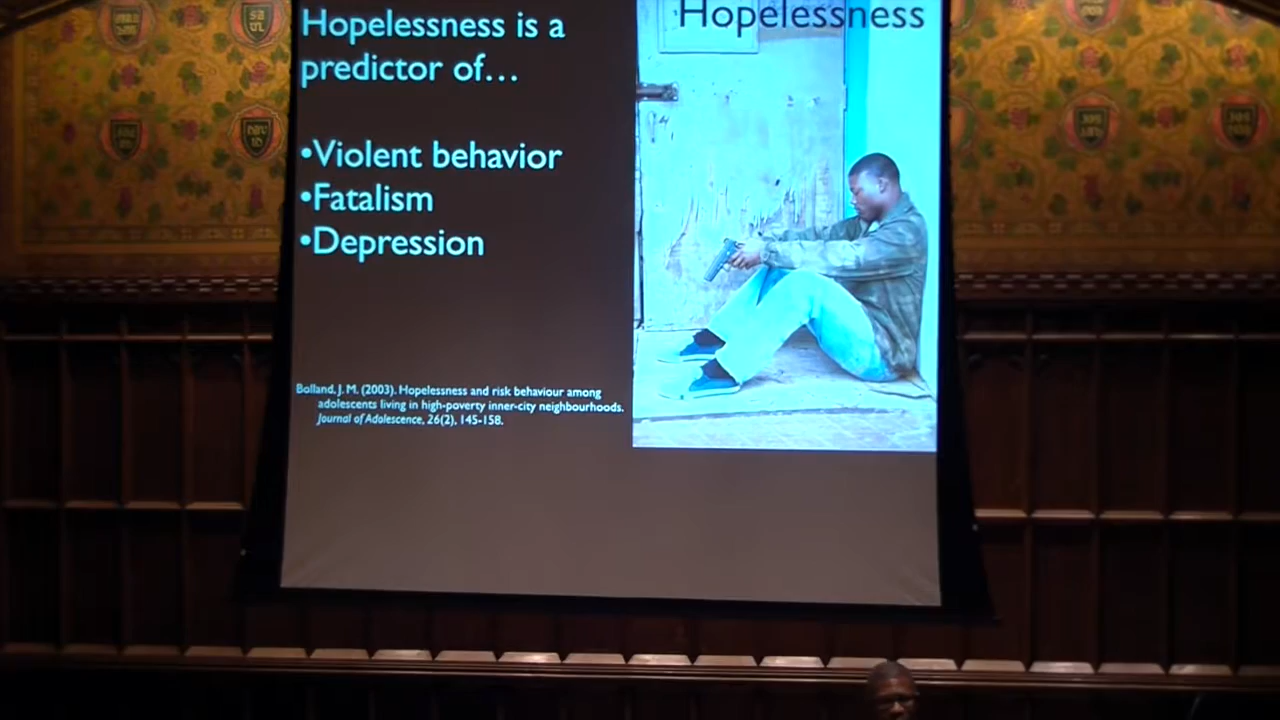 Hopelessness is a
predictor of...
•Violent behavior
•Fatalism
•Depression
Bolland, J. M. (2003). Hopelessness and risk behaviour among
adolescents living in high-poverty inner-city neighbourhoods.
Journal of Adolescence, 26(2), 145-158.
Hopelessness